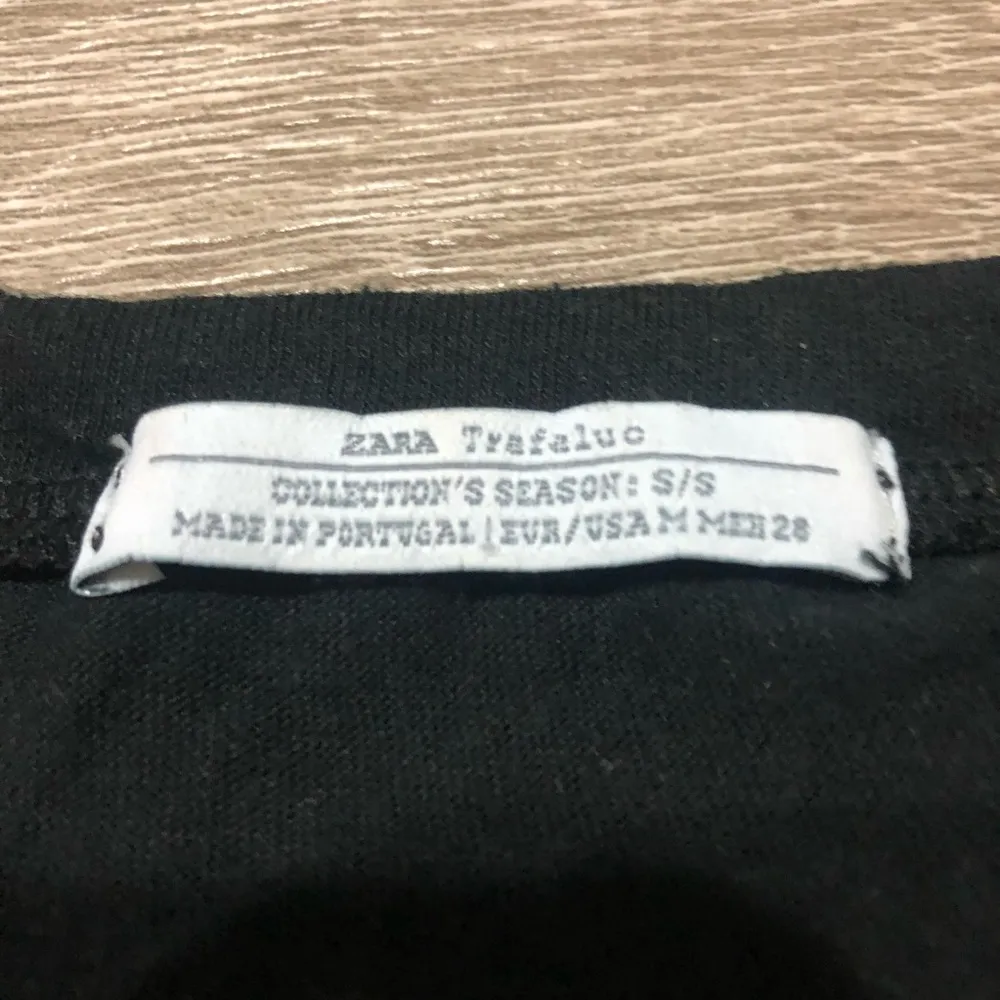 ZARA Trafaluc
COLLECTION'S SEASON: S/S
MADE IN PORTUGAL | EUR/USA M MEX 28